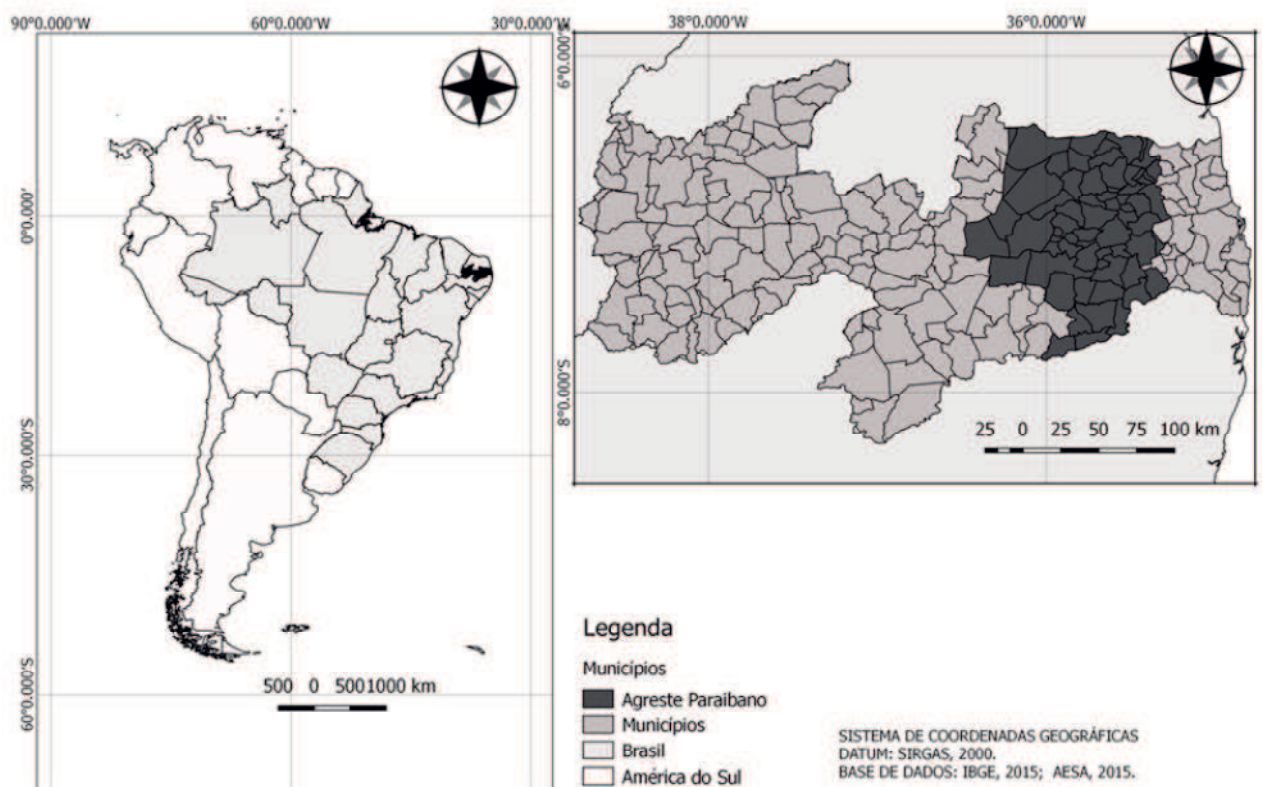 90°0.000'W 60°0.000'W 30°0.000'W
0°0.000'
30°0.000'S
60°0.000'S
500 0 5001000 km
38°0.000'W 36°0.000'W
6°0.000'S
8°0.000'S
25 0 25 50 75 100 km
Legenda
Municípios
Agreste Paraibano
Municípios
Brasil
América do Sul
SISTEMA DE COORDENADAS GEOGRÁFICAS
DATUM: SIRGAS, 2000.
BASE DE DADOS: IBGE, 2015; AESA, 2015.